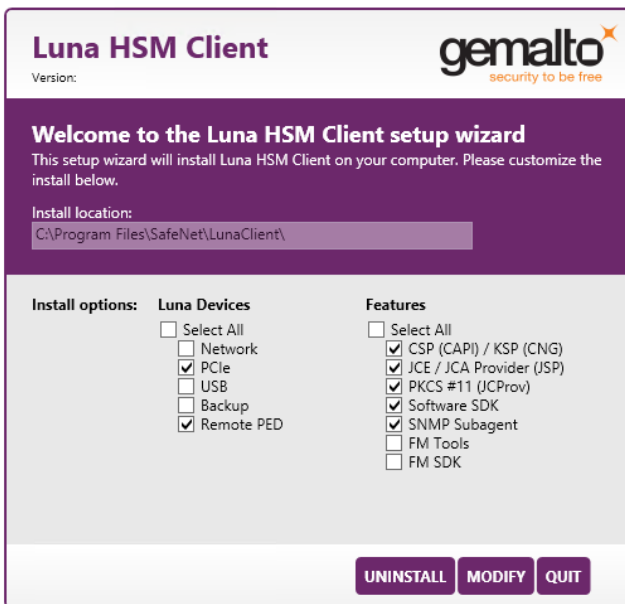 Luna HSM Client
Version:
gemalto
security to be free
Welcome to the Luna HSM Client setup wizard
This setup wizard will install Luna HSM Client on your computer. Please customize the
install below.
Install location:
C:\Program Files\SafeNet\LunaClient\
Install options:
Luna Devices
Select All
Network
PCIe
USB
Backup
Remote PED
Features
Select All
CSP (CAPI) / KSP (CNG)
JCE / JCA Provider (JSP)
PKCS #11 (JCProv)
Software SDK
SNMP Subagent
FM Tools
FM SDK
UNINSTALL
MODIFY
QUIT